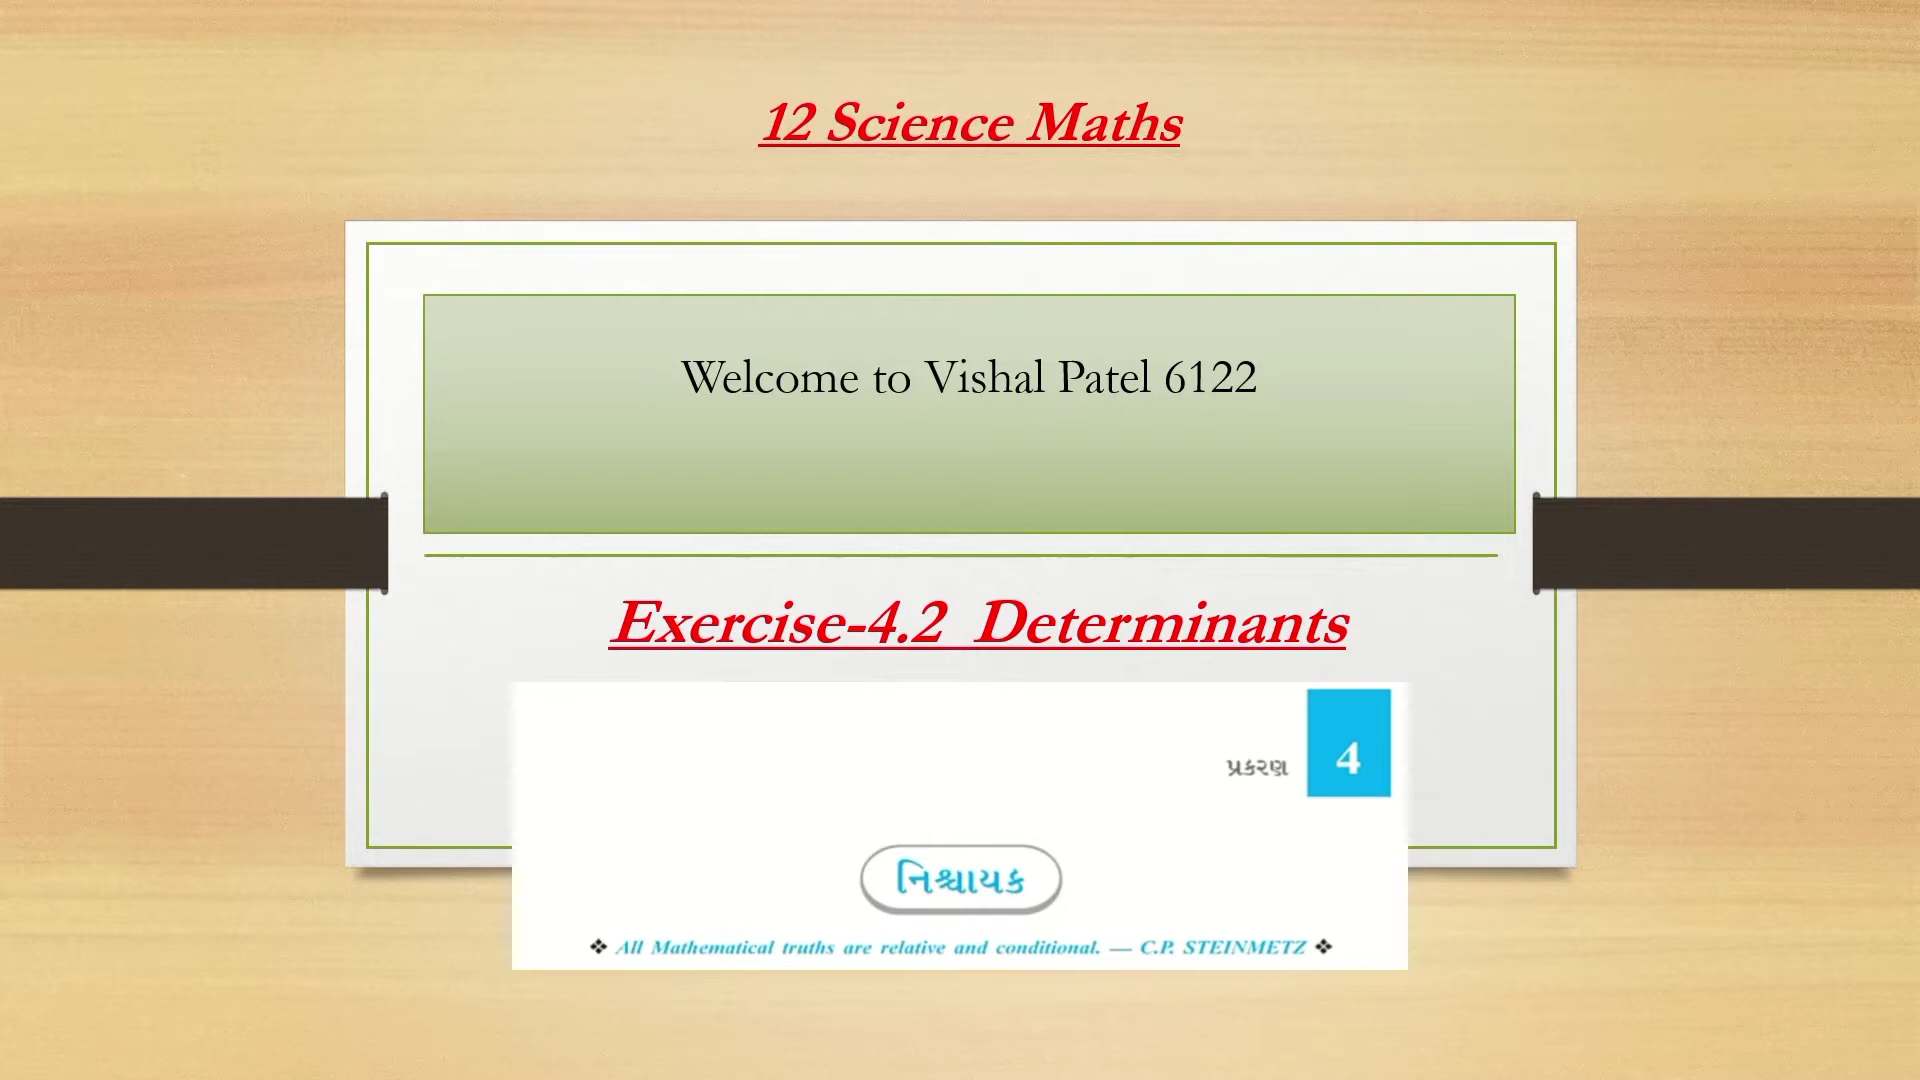 12 Science Maths
Welcome to Vishal Patel 6122
Exercise-4.2 Determinants
પ્રકરણ 4
નિશ્ચાયક
❖ All Mathematical truths are relative and conditional. — C.P. STEINMETZ ❖